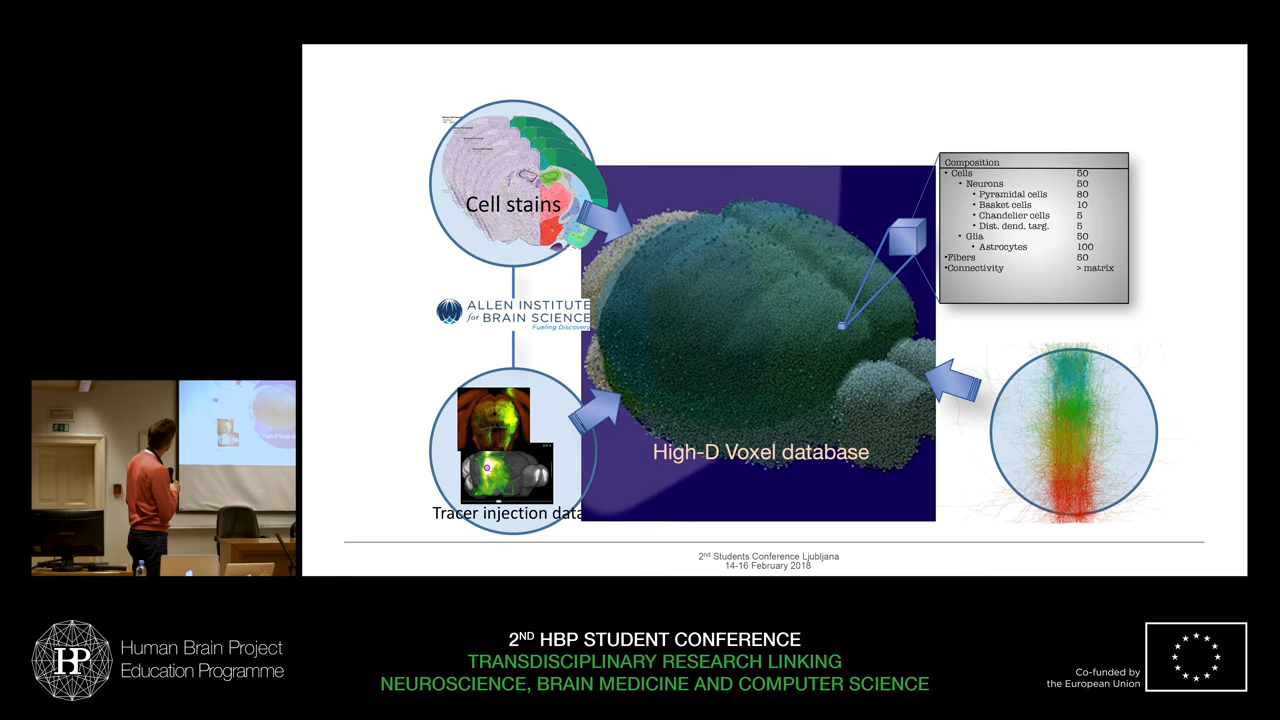 Cell stains
ALLEN INSTITUTE
for BRAIN SCIENCE
Fueling Discovery
Tracer injection data
High-D Voxel database
Composition
• Cells 50
• Neurons 50
• Pyramidal cells 80
• Basket cells 10
• Chandelier cells 5
• Dist. dend. targ. 5
• Glia 50
• Astrocytes 100
•Fibers 50
•Connectivity > matrix
2nd Students Conference Ljubljana
14-16 February 2018
HBP
Human Brain Project
Education Programme
2ND HBP STUDENT CONFERENCE
TRANSDISCIPLINARY RESEARCH LINKING
NEUROSCIENCE, BRAIN MEDICINE AND COMPUTER SCIENCE
Co-funded by
the European Union